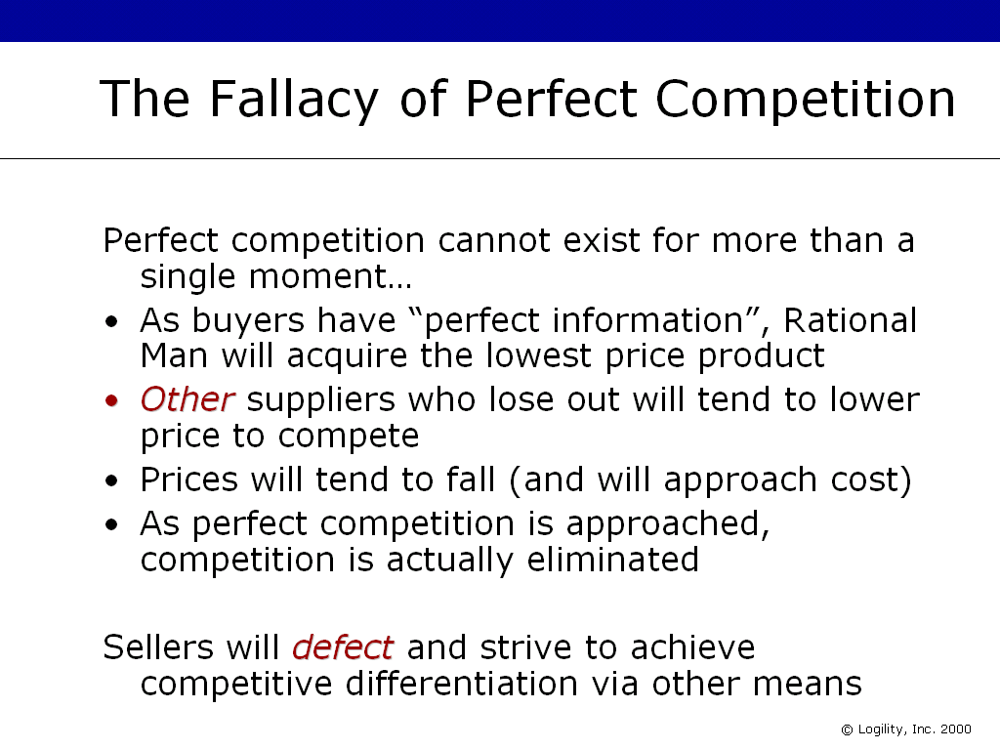 The Fallacy of Perfect Competition
Perfect competition cannot exist for more than a
single moment…
• As buyers have “perfect information”, Rational
Man will acquire the lowest price product
• Other suppliers who lose out will tend to lower
price to compete
• Prices will tend to fall (and will approach cost)
• As perfect competition is approached,
competition is actually eliminated
Sellers will defect and strive to achieve
competitive differentiation via other means
© Logility, Inc. 2000